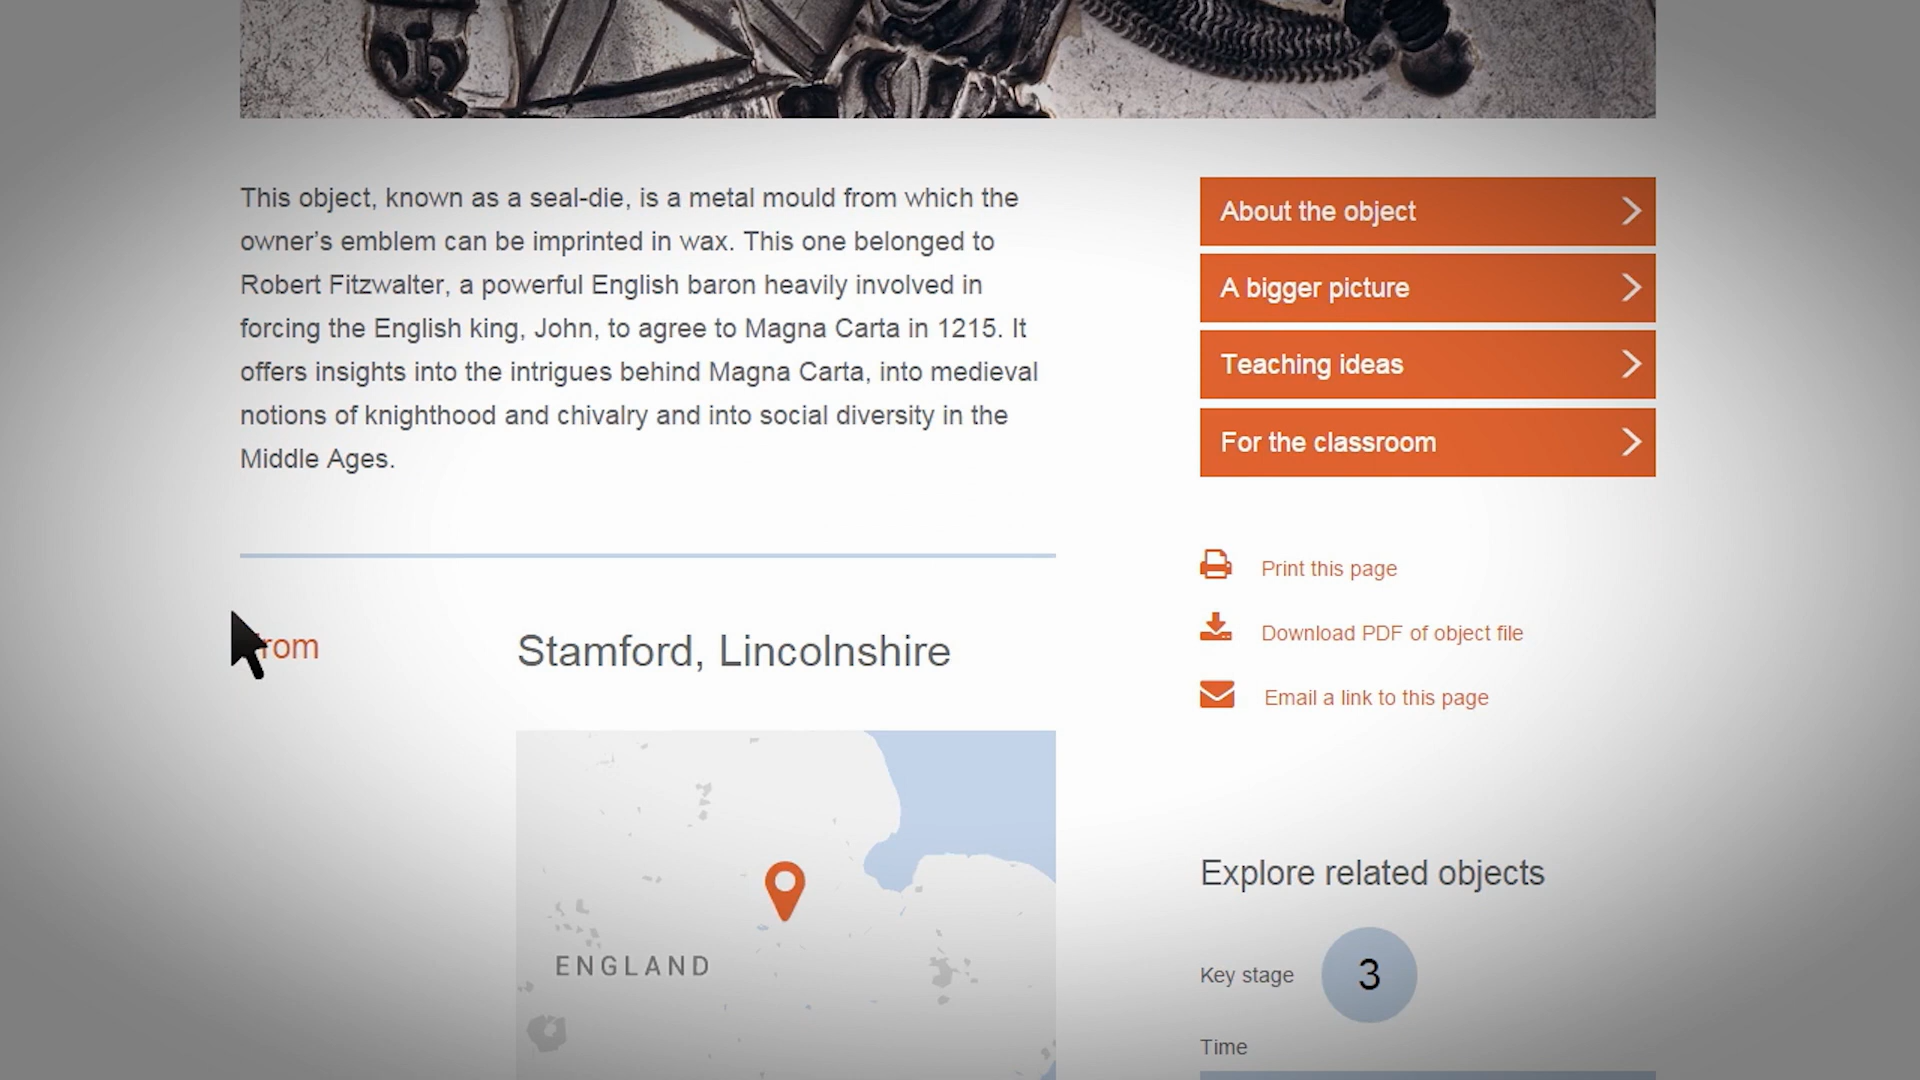 This object, known as a seal-die, is a metal mould from which the
owner's emblem can be imprinted in wax. This one belonged to
Robert Fitzwalter, a powerful English baron heavily involved in
forcing the English king, John, to agree to Magna Carta in 1215. It
offers insights into the intrigues behind Magna Carta, into medieval
notions of knighthood and chivalry and into social diversity in the
Middle Ages.
About the object
A bigger picture
Teaching ideas
For the classroom
Print this page
Download PDF of object file
Email a link to this page
From
Stamford, Lincolnshire
ENGLAND
Explore related objects
Key stage
3
Time